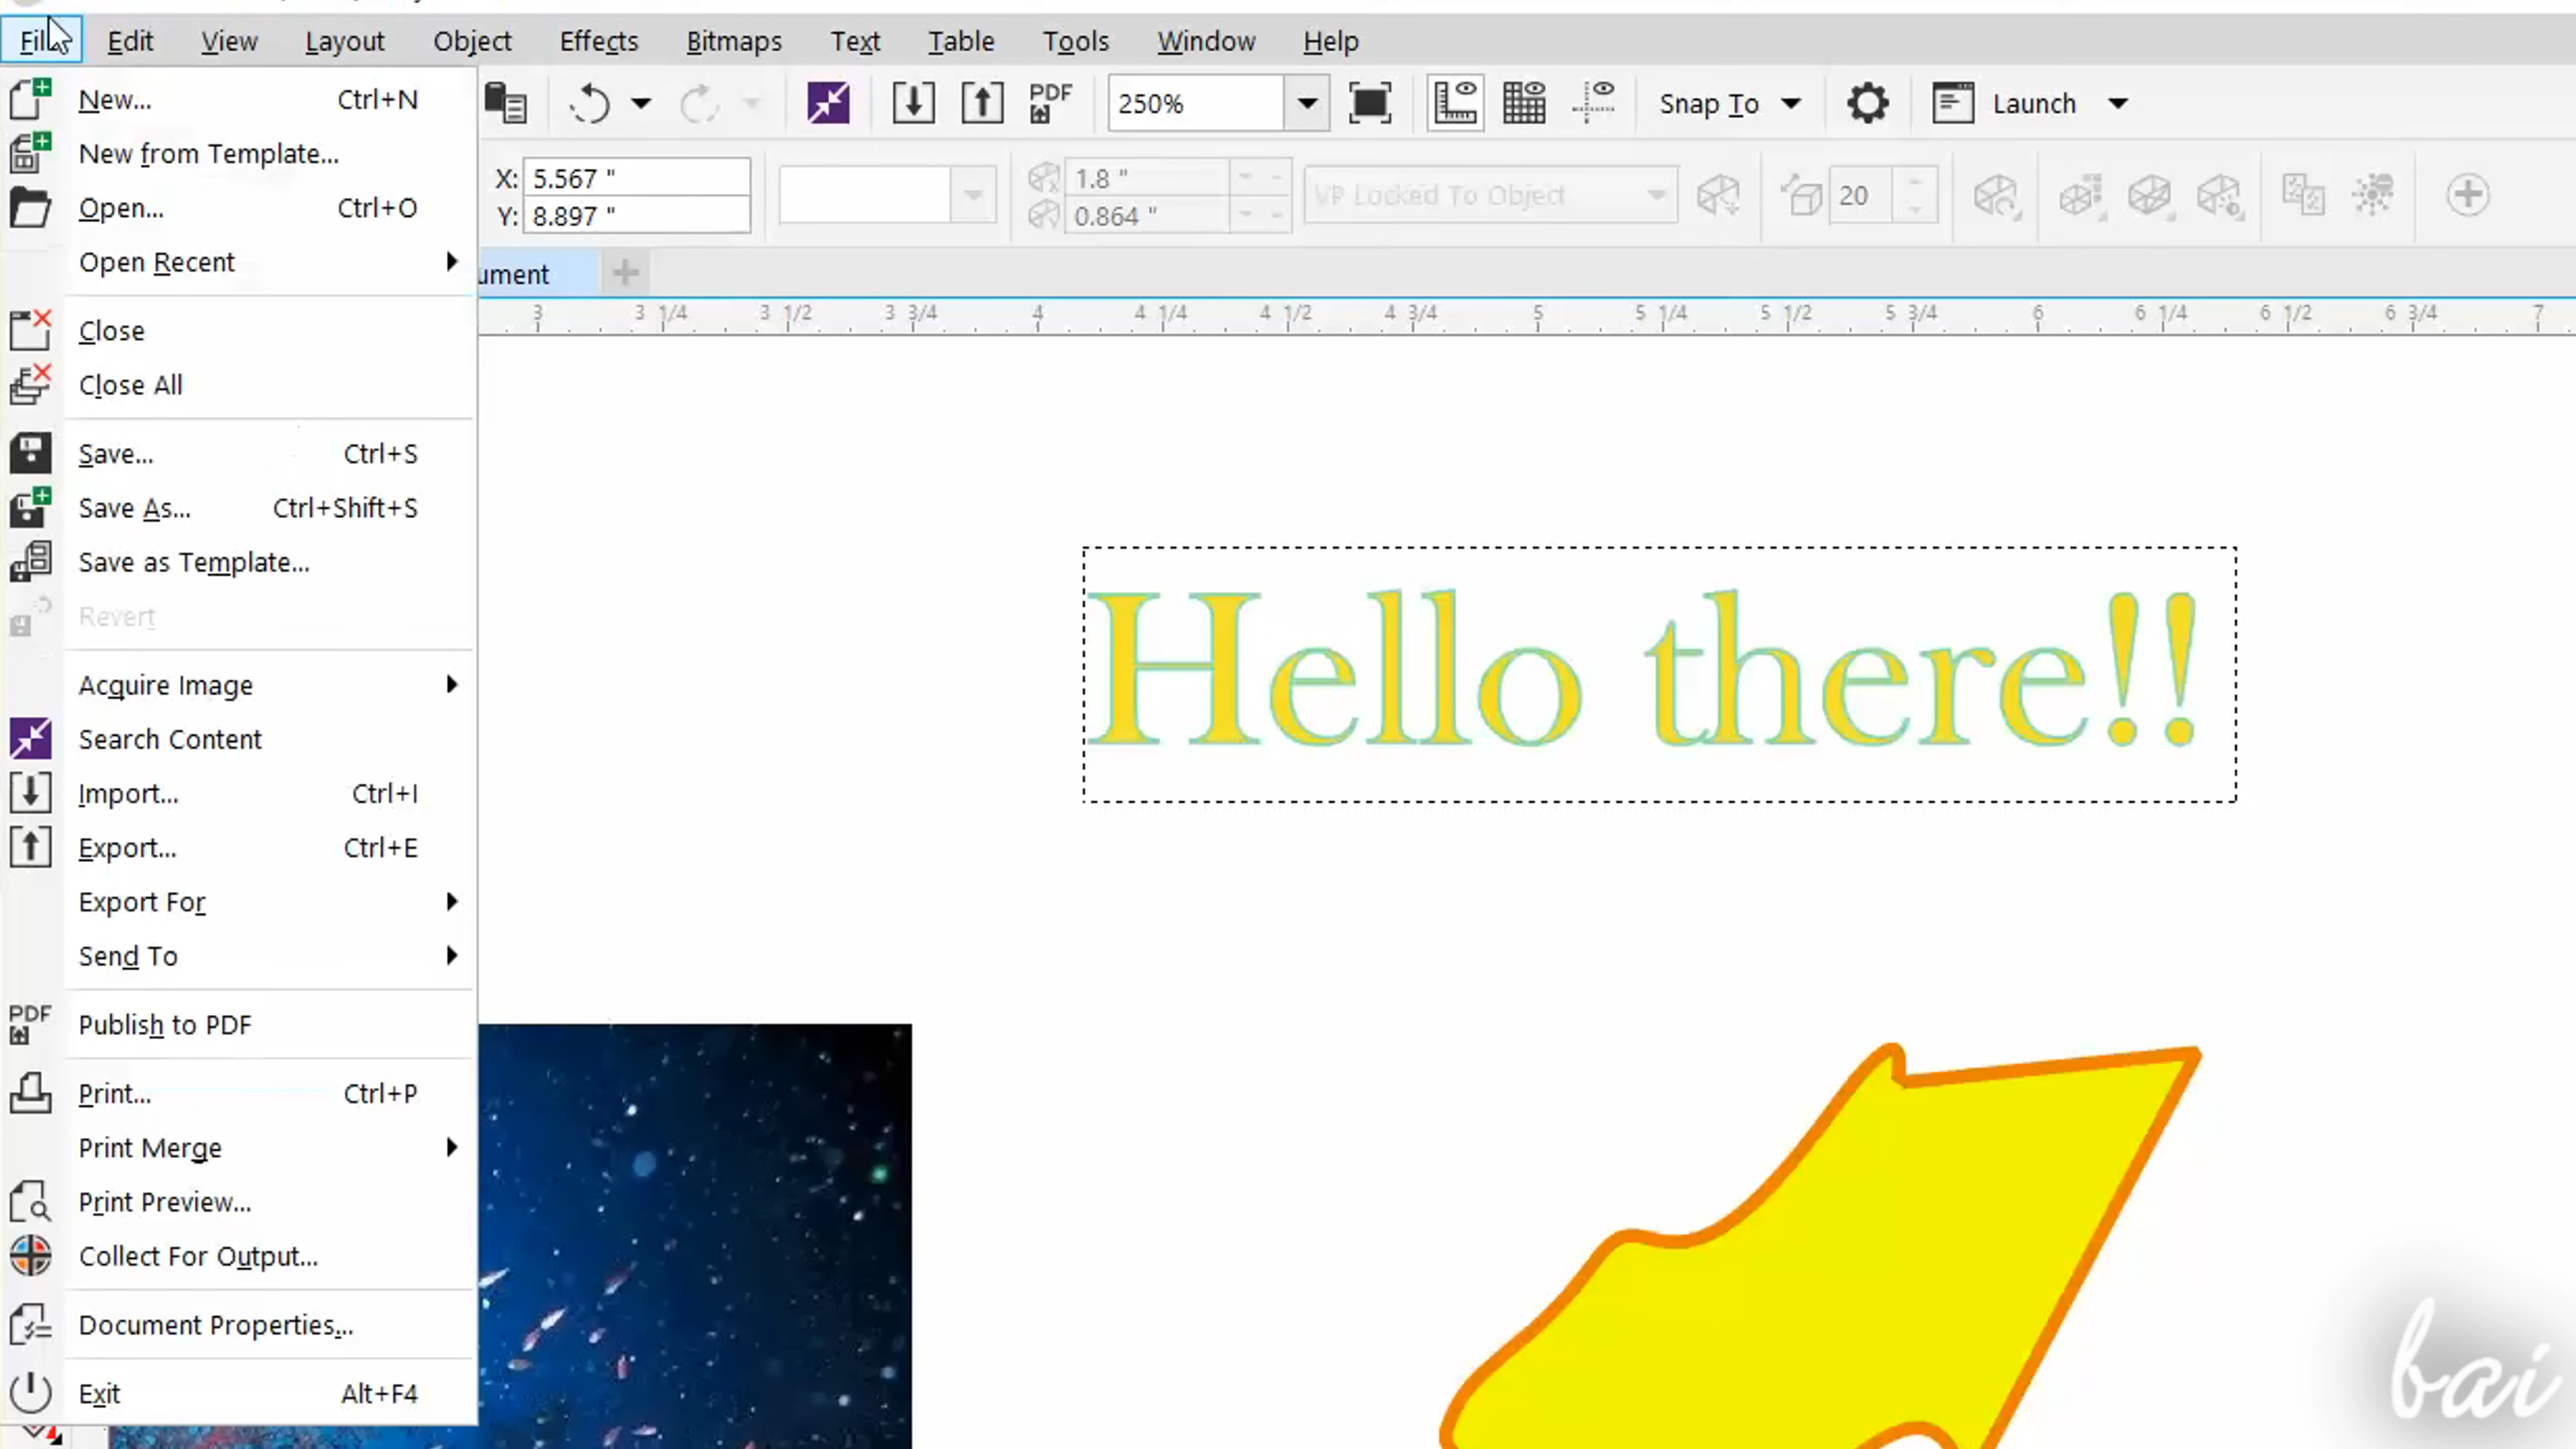 File Edit View Layout Object Effects Bitmaps Text Table Tools Window Help
New... Ctrl+N
New from Template...
Open... Ctrl+O
Open Recent
Close
Close All
Save... Ctrl+S
Save As... Ctrl+Shift+S
Save as Template...
Revert
Acquire Image
Search Content
Import... Ctrl+I
Export... Ctrl+E
Export For
Send To
PDF Publish to PDF
Print... Ctrl+P
Print Merge
Print Preview...
Collect For Output...
Document Properties...
Exit Alt+F4
PDF 250% Snap To Launch
X: 5.567 " 1.8 " VP Locked To Object 20
Y: 8.897 " 0.864 "
ument
3 3 1/4 3 1/2 3 3/4 4 4 1/4 4 1/2 4 3/4 5 5 1/4 5 1/2 5 3/4 6 6 1/4 6 1/2 6 3/4 7
Hello there!!
bai